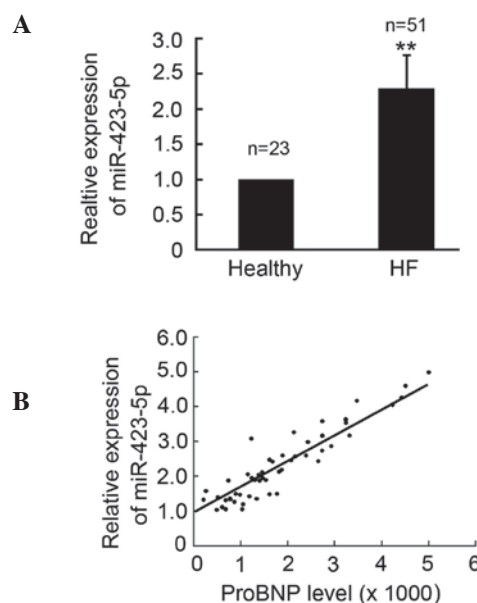 A
n=51
**
n=23
3.0
2.5
2.0
1.5
1.0
0.5
0
Realtive expression
of miR-423-5p
Healthy HF
B
6.0
5.0
4.0
3.0
2.0
1.0
0.0
Relative expression
of miR-423-5p
0 1 2 3 4 5 6
ProBNP level (x 1000)